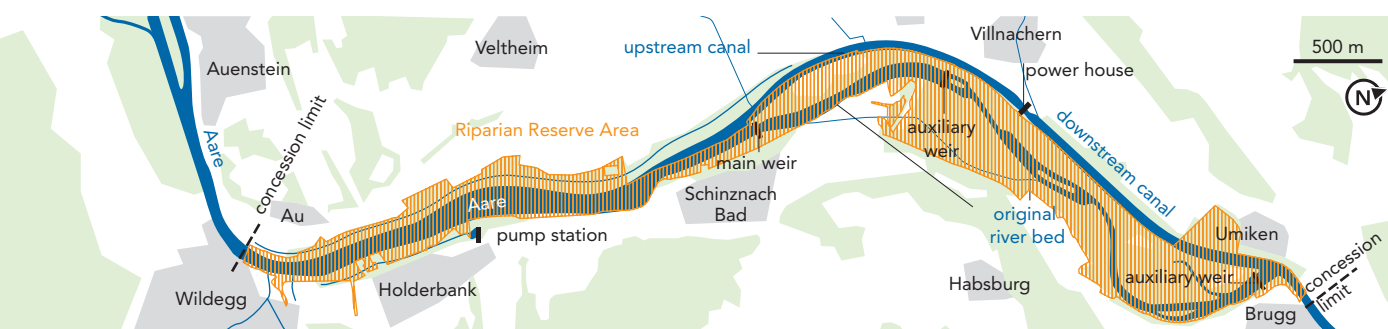 Veltheim
Villnachern
upstream canal
500 m
Auenstein
power house
N
concession limit
Aare
Riparian Reserve Area
downstream canal
auxiliary
weir
main weir
Schinznach
Bad
Aare
Au
original
river bed
pump station
Umiken
concession
limit
auxiliary weir
Habsburg
Holderbank
Wildegg
Brugg